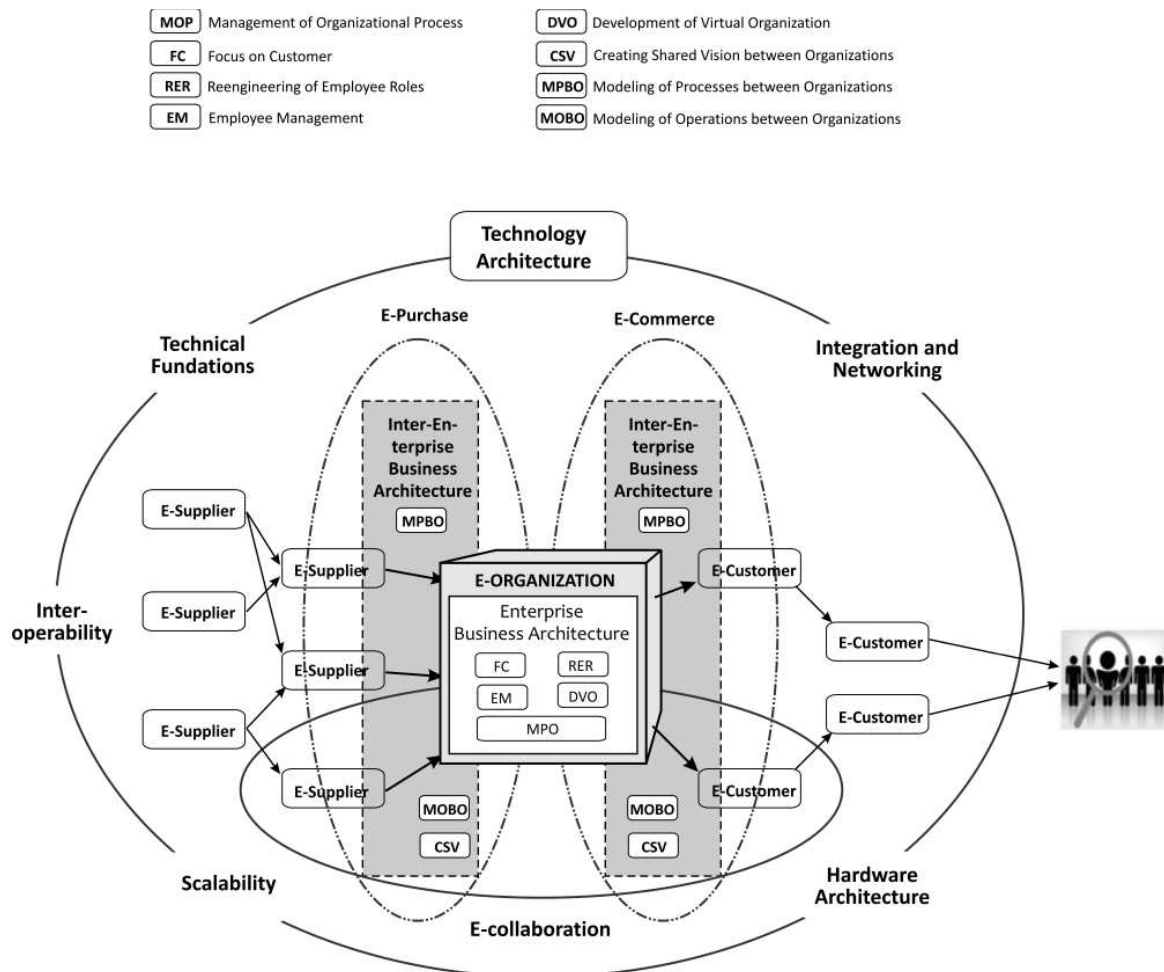 MOP Management of Organizational Process
FC Focus on Customer
RER Reengineering of Employee Roles
EM Employee Management
DVO Development of Virtual Organization
CSV Creating Shared Vision between Organizations
MPBO Modeling of Processes between Organizations
MOBO Modeling of Operations between Organizations
Technology
Architecture
E-Purchase
E-Commerce
Technical
Fundations
Integration and
Networking
Inter-En-
terprise
Business
Architecture
MPBO
Inter-En-
terprise
Business
Architecture
MPBO
E-Supplier
E-Supplier
E-Supplier
E-Supplier
E-Supplier
E-Supplier
Inter-
operability
E-ORGANIZATION
Enterprise
Business Architecture
FC
RER
EM
DVO
MPO
E-Customer
E-Customer
E-Customer
E-Customer
MOBO
CSV
MOBO
CSV
Scalability
Hardware
Architecture
E-collaboration